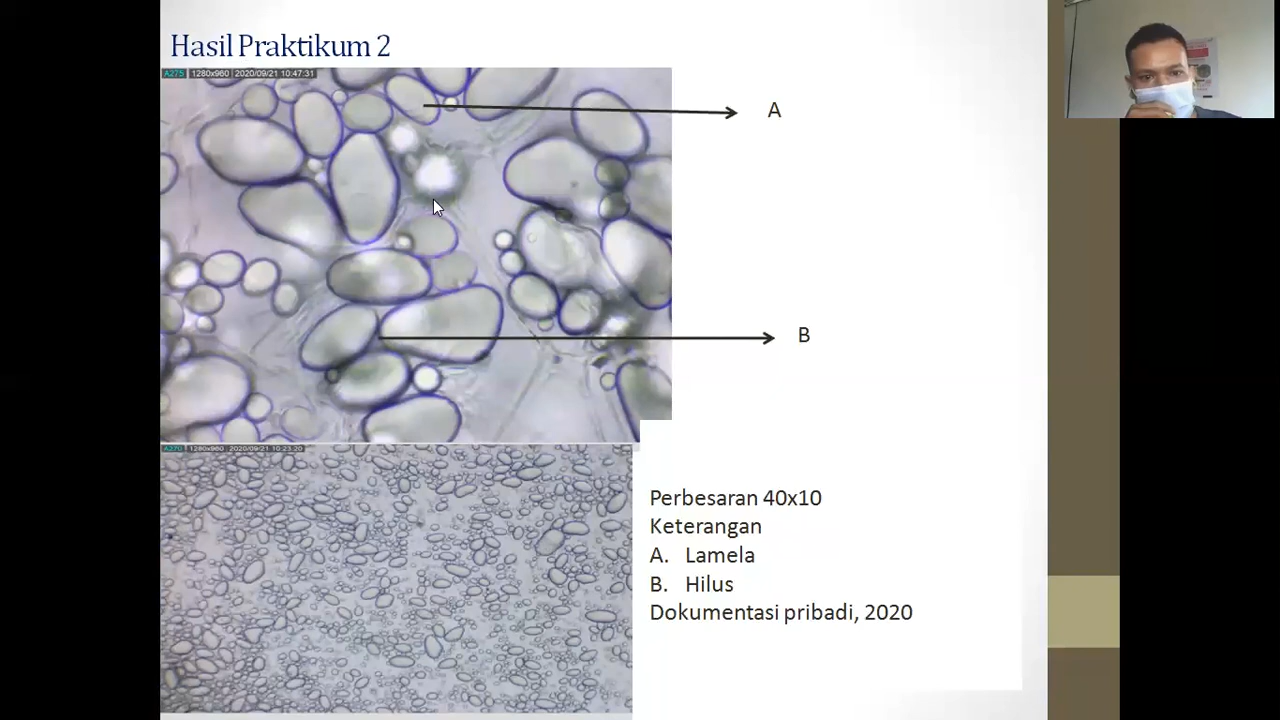 Hasil Praktikum 2
A275 1280x960 2020/09/21 10:47:31
A
B
A270 1280x960 2020/09/21 10:23:20
Perbesaran 40x10
Keterangan
A. Lamela
B. Hilus
Dokumentasi pribadi, 2020